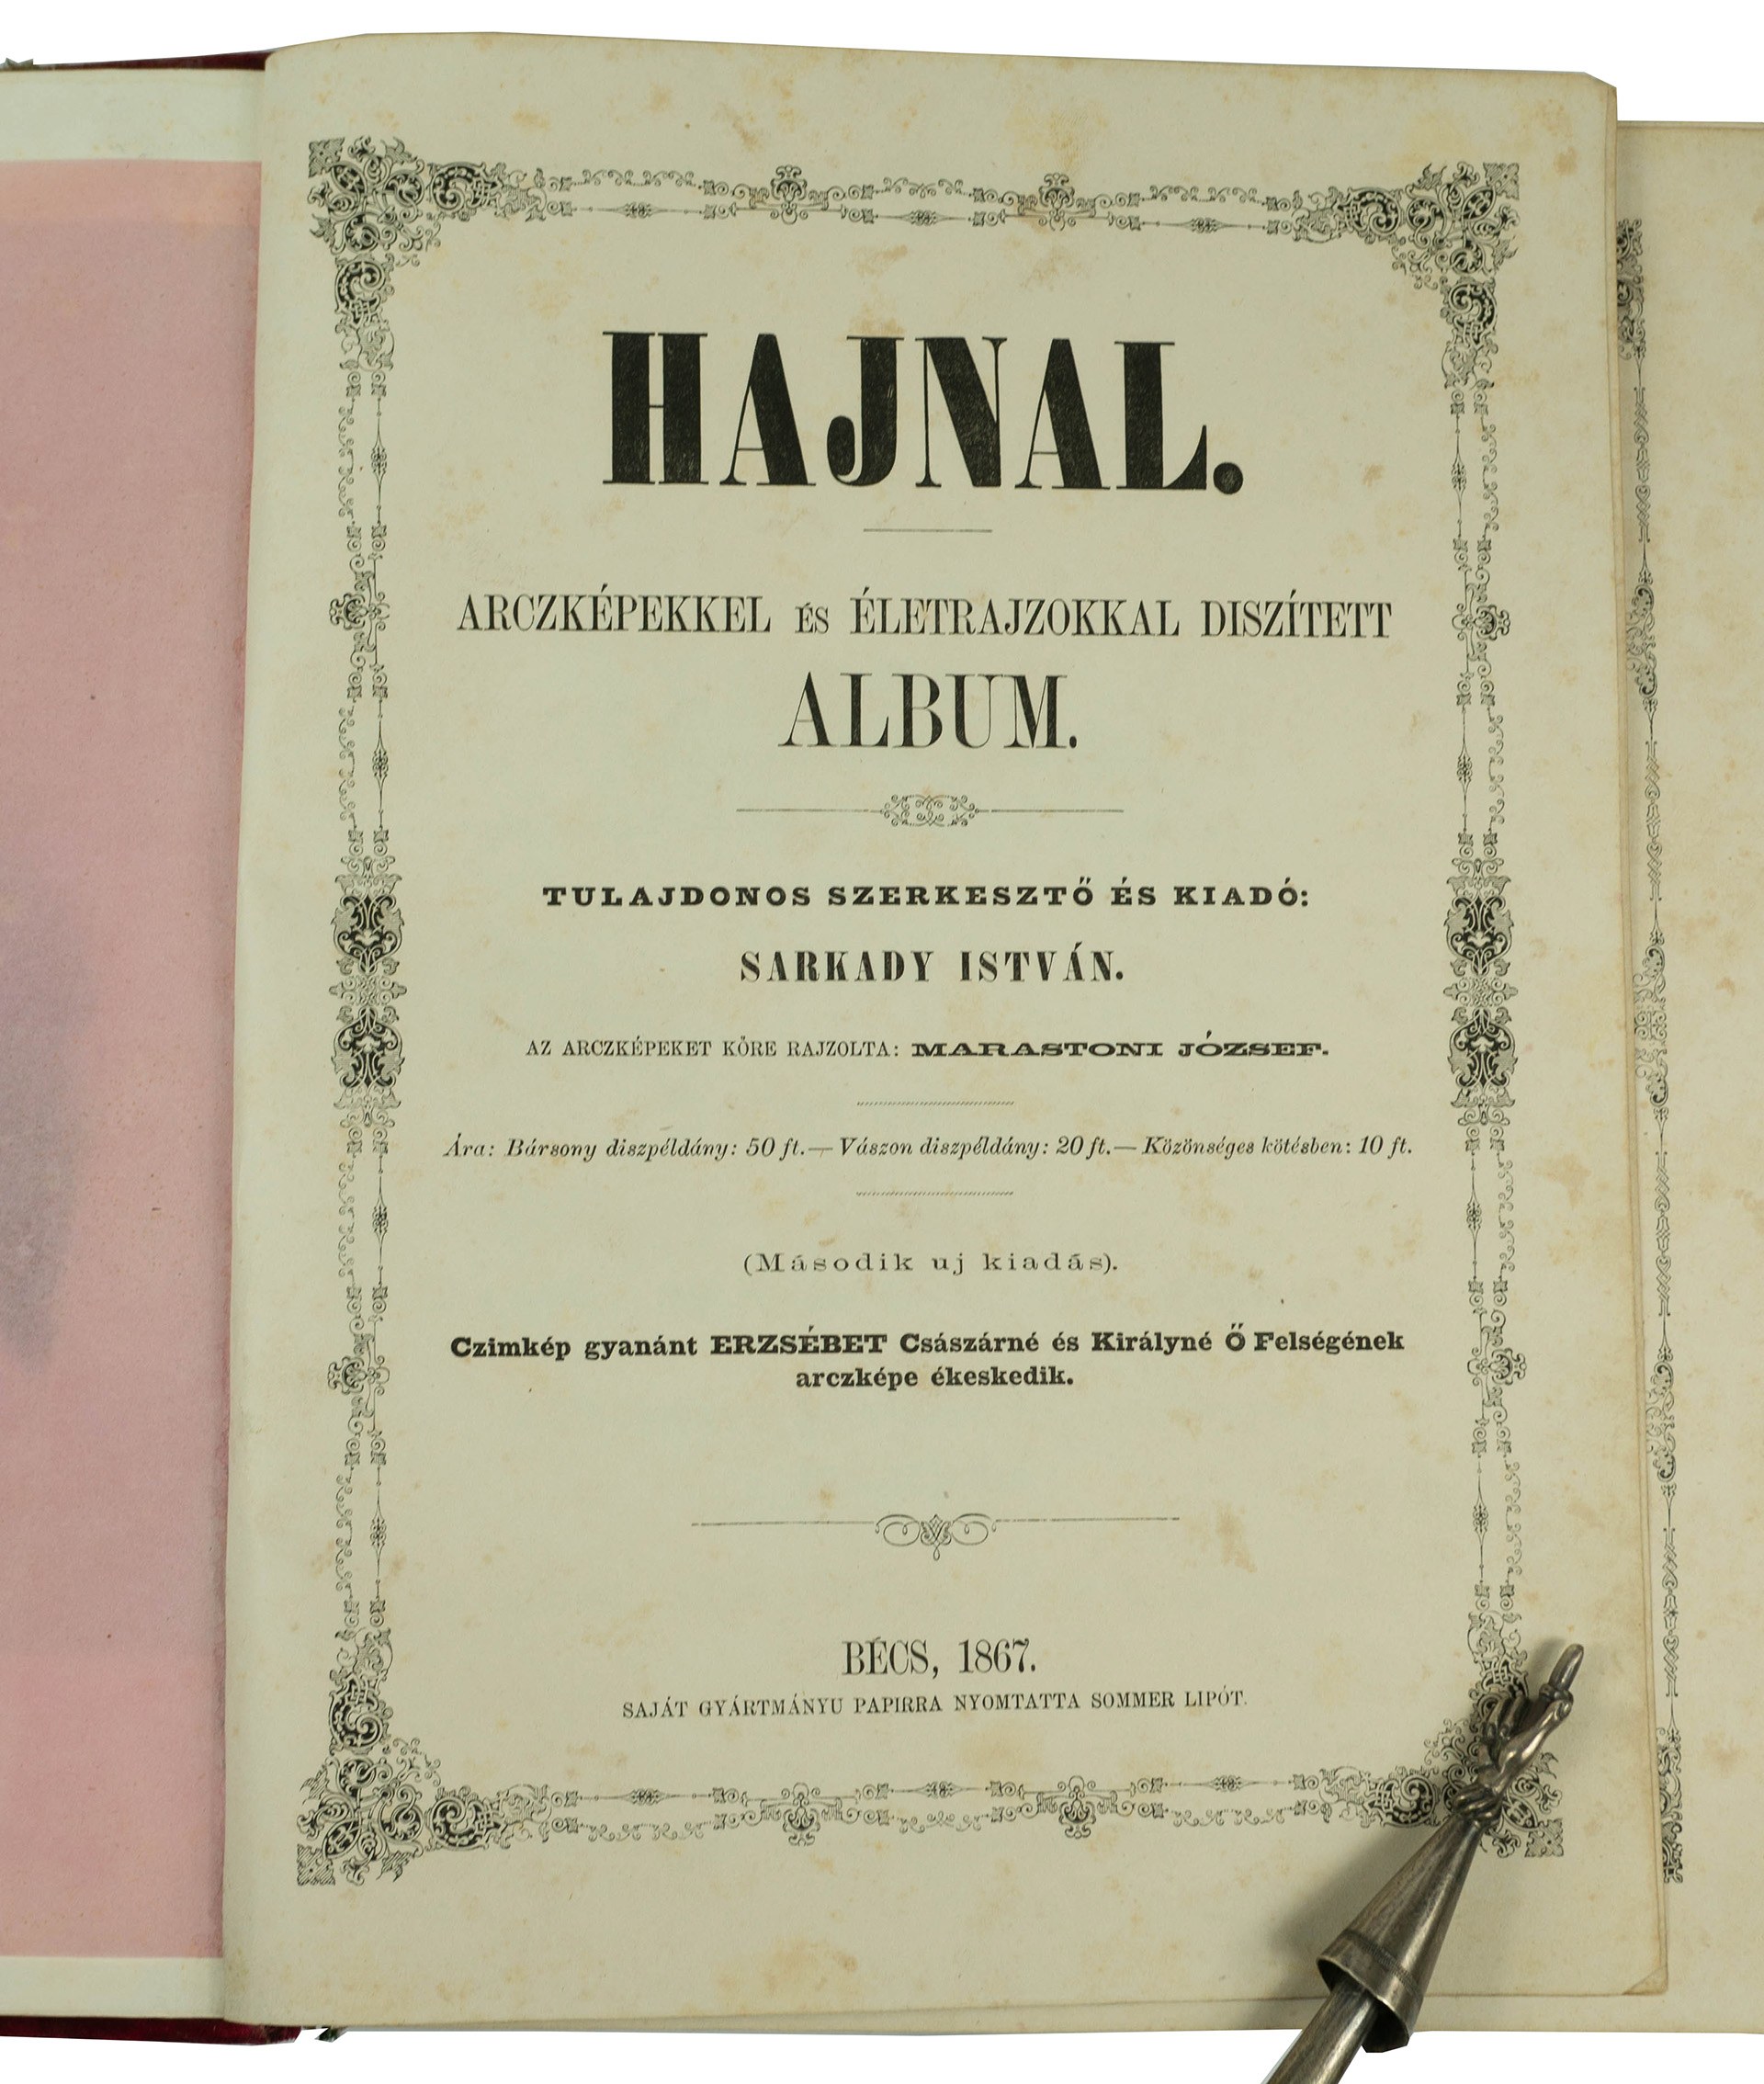 HAJNAL.
ARCZKÉPEKKEL ÉS ÉLETRAJZOKKAL DISZÍTETT
ALBUM.
TULAJDONOS SZERKESZTŐ ÉS KIADÓ:
SARKADY ISTVÁN.
AZ ARCZKÉPEKET KŐRE RAJZOLTA: MARASTONI JÓZSEF.
Ára: Bársony diszpéldány: 50 ft. — Vászon diszpéldány: 20 ft. — Közönséges kötésben: 10 ft.
(Második uj kiadás).
Czimkép gyanánt ERZSÉBET Császárné és Királyné Ő Felségének
arczképe ékeskedik.
BÉCS, 1867.
SAJÁT GYÁRTMÁNYU PAPIRRA NYOMTATTA SOMMER LIPÓT.